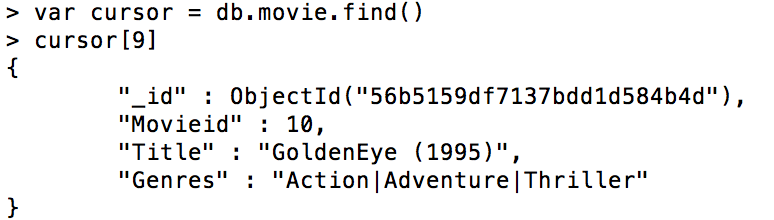 > var cursor = db.movie.find()
> cursor[9]
{
        "_id" : ObjectId("56b5159df7137bdd1d584b4d"),
        "Movieid" : 10,
        "Title" : "GoldenEye (1995)",
        "Genres" : "Action|Adventure|Thriller"
}